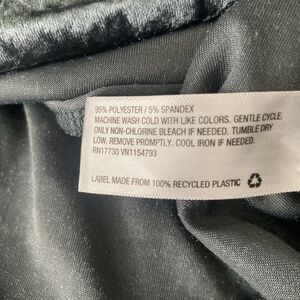 95% POLYESTER / 5% SPANDEX
MACHINE WASH COLD WITH LIKE COLORS. GENTLE CYCLE.
ONLY NON-CHLORINE BLEACH IF NEEDED. TUMBLE DRY
LOW. REMOVE PROMPTLY. COOL IRON IF NEEDED.
RN17730 VN1154793
LABEL MADE FROM 100% RECYCLED PLASTIC